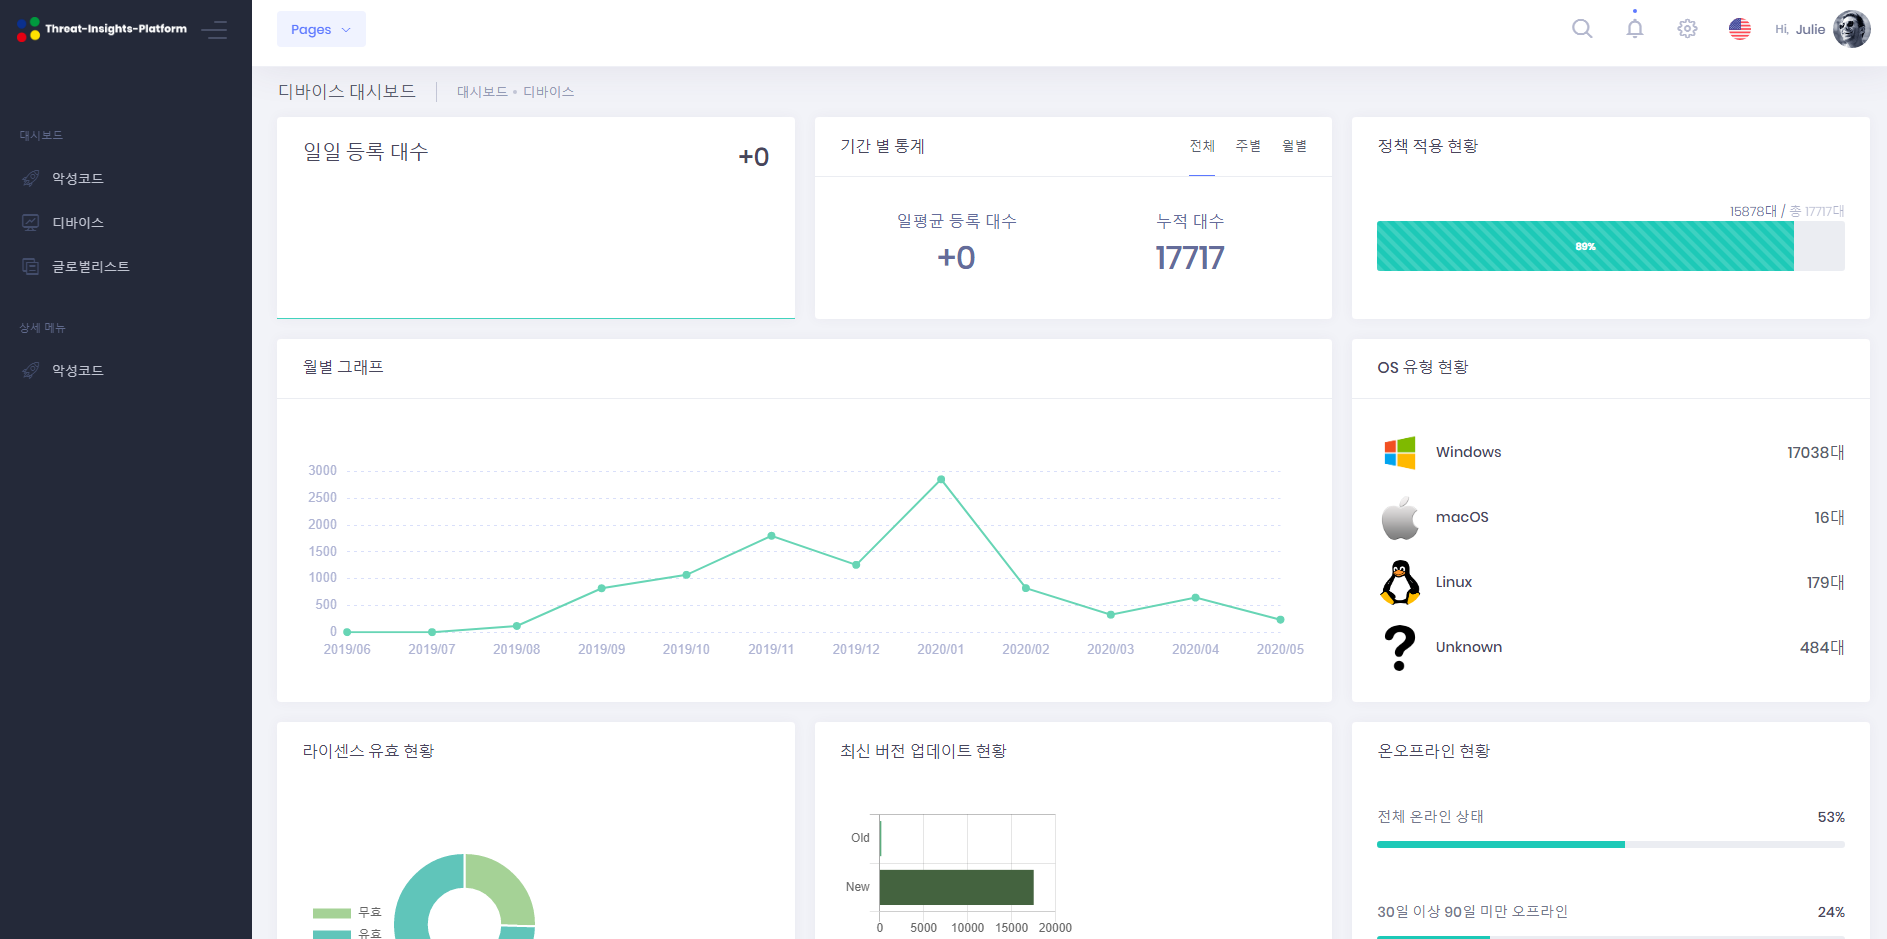 Threat-Insights-Platform
Pages
Hi, Julie
디바이스 대시보드
대시보드 • 디바이스
대시보드
악성코드
디바이스
글로벌리스트
상세 메뉴
악성코드
일일 등록 대수
+0
기간 별 통계
전체 주별 월별
일평균 등록 대수
+0
누적 대수
17717
정책 적용 현황
15878대 / 총 17717대
89%
월별 그래프
3000
2500
2000
1500
1000
500
0
2019/06 2019/07 2019/08 2019/09 2019/10 2019/11 2019/12 2020/01 2020/02 2020/03 2020/04 2020/05
OS 유형 현황
Windows 17038대
macOS 16대
Linux 179대
Unknown 484대
라이센스 유효 현황
무효
유효
최신 버전 업데이트 현황
Old
New
0 5000 10000 15000 20000
온오프라인 현황
전체 온라인 상태 53%
30일 이상 90일 미만 오프라인 24%